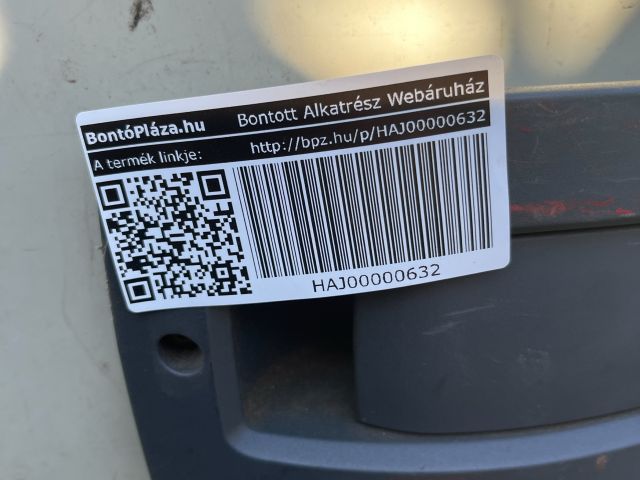 BontóPláza.hu Bontott Alkatrész Webáruház
A termék linkje: http://bpz.hu/p/HAJ00000632
HAJ00000632